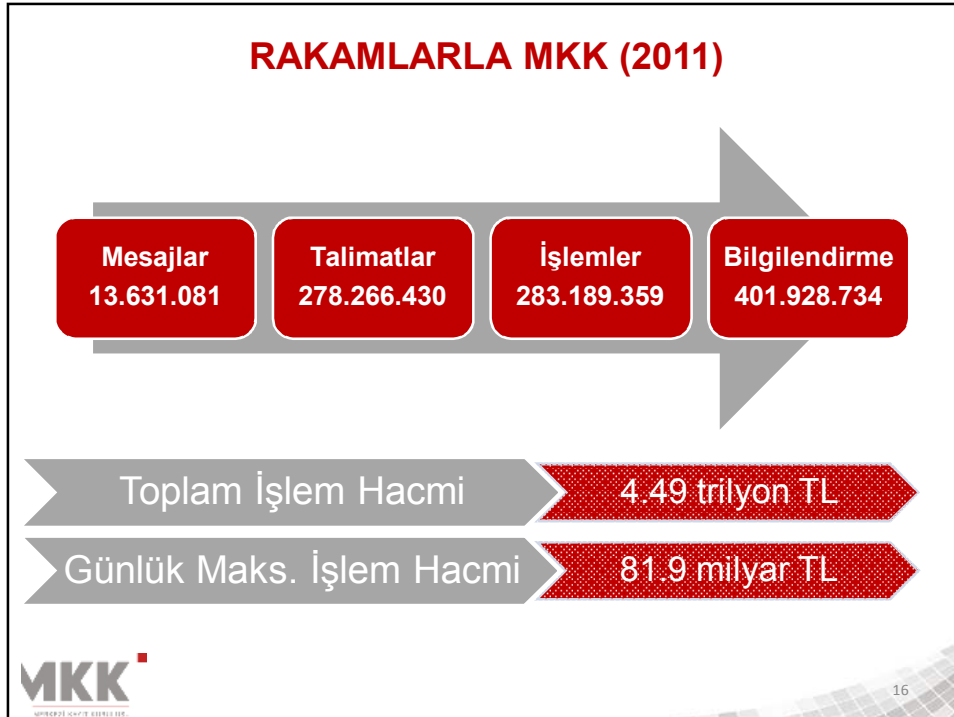 RAKAMLARLA MKK (2011)
Mesajlar
13.631.081
Talimatlar
278.266.430
İşlemler
283.189.359
Bilgilendirme
401.928.734
Toplam İşlem Hacmi
4.49 trilyon TL
Günlük Maks. İşlem Hacmi
81.9 milyar TL
MKK
16